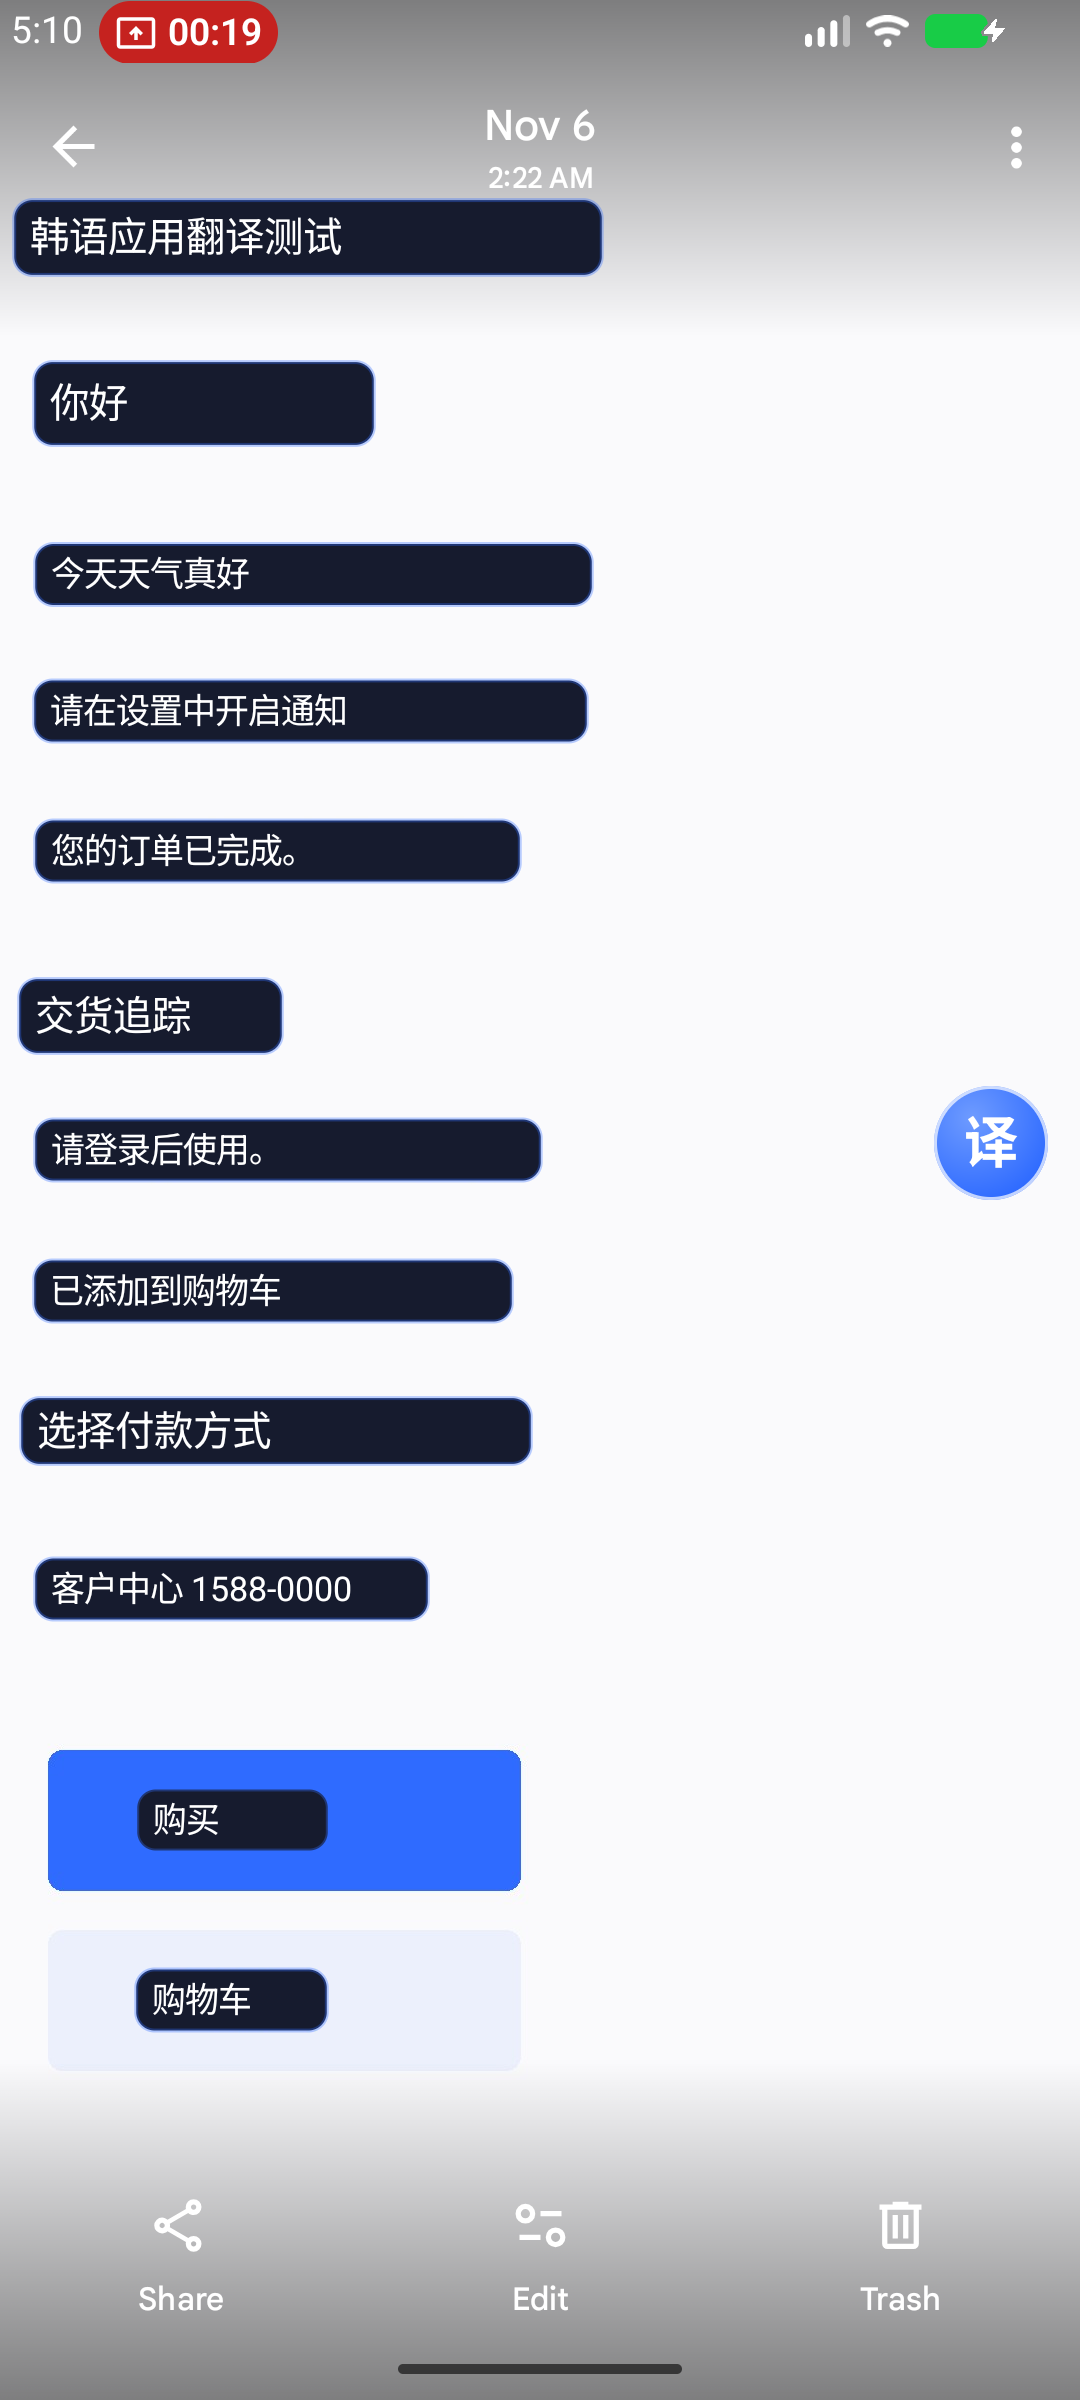 5:10 00:19
Nov 6
2:22 AM
韩语应用翻译测试
你好
今天天气真好
请在设置中开启通知
您的订单已完成。
交货追踪
译
请登录后使用。
已添加到购物车
选择付款方式
客户中心 1588-0000
购买
购物车
Share Edit Trash